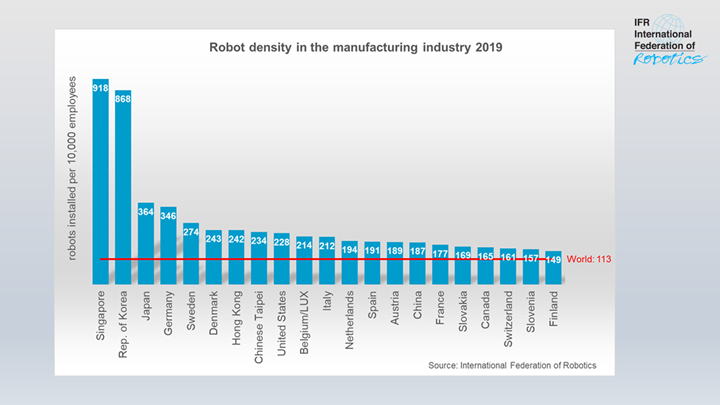 IFR
International
Federation of
Robotics
Robot density in the manufacturing industry 2019
robots installed per 10,000 employees
918
868
364
346
274
243
242
234
228
214
212
194
191
189
187
177
169
165
161
157
149
World: 113
Singapore
Rep. of Korea
Japan
Germany
Sweden
Denmark
Hong Kong
Chinese Taipei
United States
Belgium/LUX
Italy
Netherlands
Spain
Austria
China
France
Slovakia
Canada
Switzerland
Slovenia
Finland
Source: International Federation of Robotics